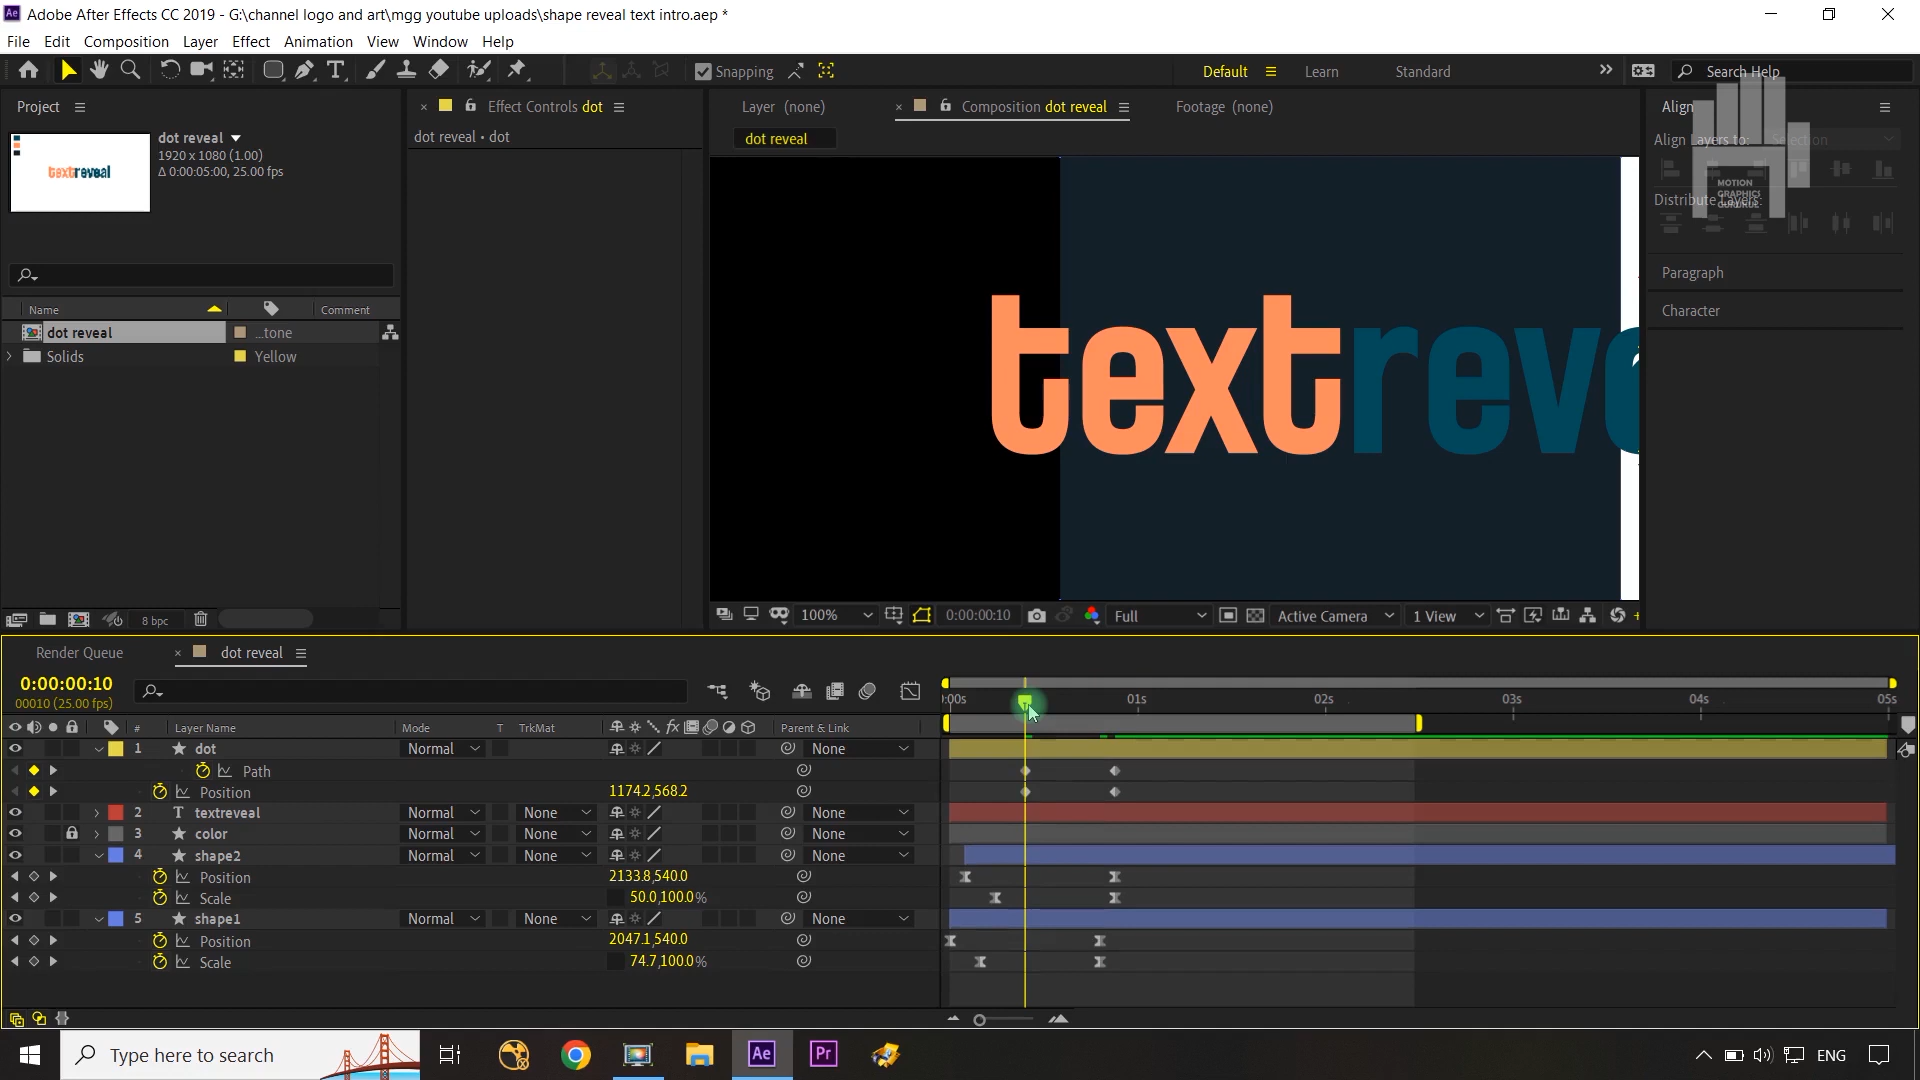 Adobe After Effects CC 2019 - G:\channel logo and art\mgg youtube uploads\shape reveal text intro.aep *
File Edit Composition Layer Effect Animation View Window Help
Snapping Default Learn Standard Search Help
Project
dot reveal
1920 x 1080 (1.00)
Δ 0:00:05:00, 25.00 fps
textreveal
Name Comment
dot reveal ...tone
Solids Yellow
8 bpc
Effect Controls dot
dot reveal • dot
Layer (none) Composition dot reveal Footage (none)
dot reveal
textreve
100% 0:00:00:10 Full Active Camera 1 View
Align
Align Layers to: Selection
Distribute Layers:
MOTION
GRAPHICS
GURUKUL
Paragraph
Character
Render Queue dot reveal
0:00:00:10
00010 (25.00 fps)
:00s 01s 02s 03s 04s 05s
# Layer Name Mode T TrkMat fx Parent & Link
1 dot Normal None
Path
Position 1174.2,568.2
2 T textreveal Normal None None
3 color Normal None None
4 shape2 Normal None None
Position 2133.8,540.0
Scale 50.0,100.0%
5 shape1 Normal None None
Position 2047.1,540.0
Scale 74.7,100.0%
Type here to search Ae Pr ENG